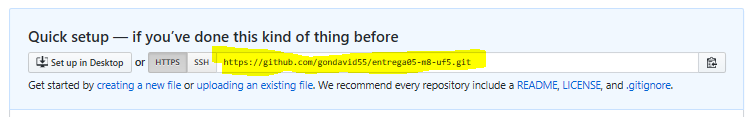 Quick setup — if you've done this kind of thing before
Set up in Desktop or HTTPS SSH https://github.com/gondavid55/entrega05-m8-uf5.git
Get started by creating a new file or uploading an existing file. We recommend every repository include a README, LICENSE, and .gitignore.